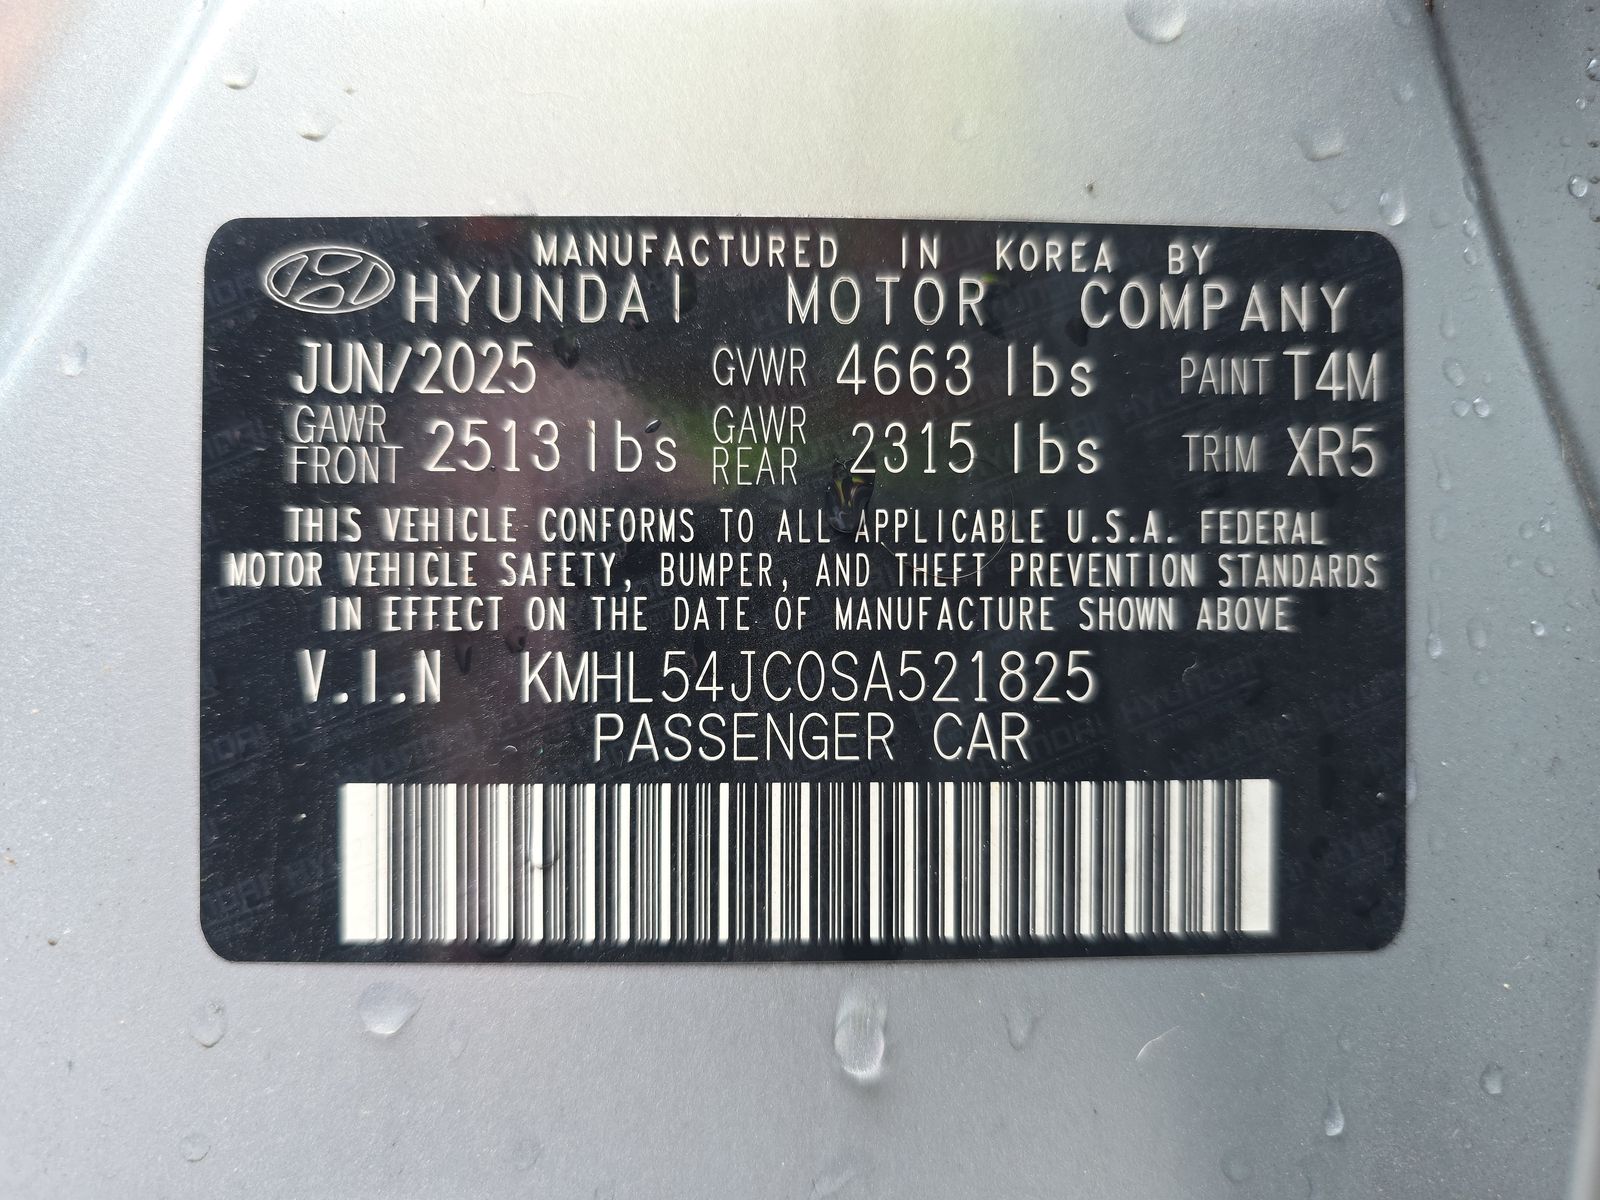 MANUFACTURED IN KOREA BY
HYUNDAI MOTOR COMPANY
JUN/2025 GVWR 4663 lbs PAINT T4M
GAWR FRONT 2513 lbs GAWR REAR 2315 lbs TRIM XR5
THIS VEHICLE CONFORMS TO ALL APPLICABLE U.S.A. FEDERAL
MOTOR VEHICLE SAFETY, BUMPER, AND THEFT PREVENTION STANDARDS
IN EFFECT ON THE DATE OF MANUFACTURE SHOWN ABOVE
V.I.N KMHL54JC0SA521825
PASSENGER CAR